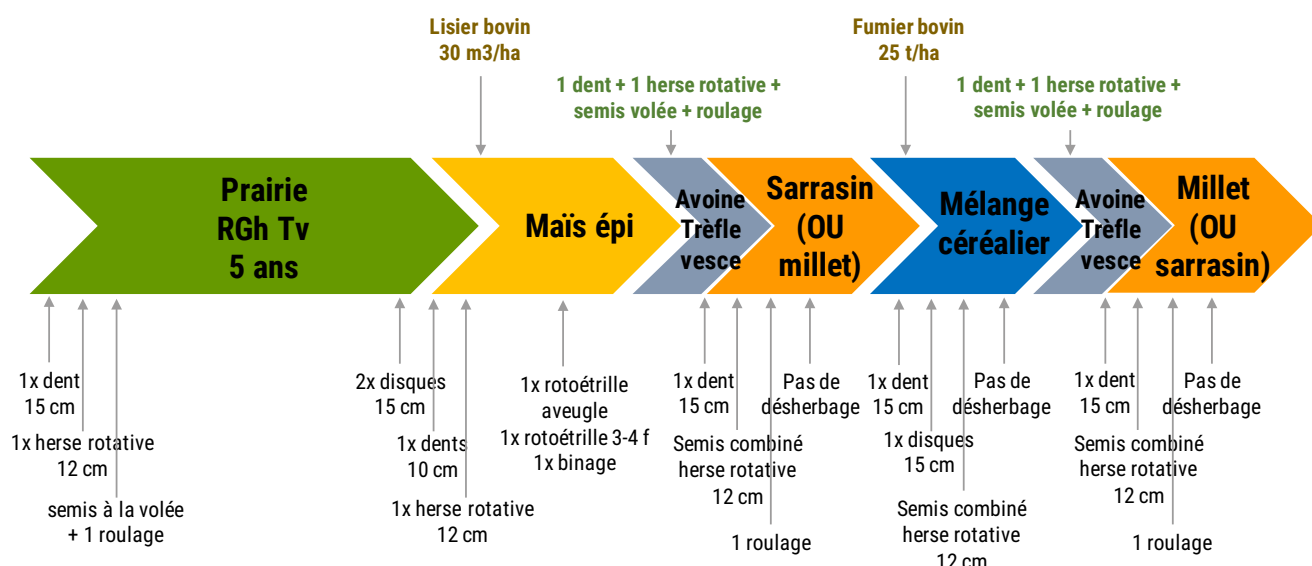 Lisier bovin
30 m3/ha
Fumier bovin
25 t/ha
1 dent + 1 herse rotative +
semis volée + roulage
1 dent + 1 herse rotative +
semis volée + roulage
Prairie
RGh Tv
5 ans
Maïs épi
Avoine
Trèfle
vesce
Sarrasin
(OU
millet)
Mélange
céréalier
Avoine
Trèfle
vesce
Millet
(OU
sarrasin)
1x dent
15 cm
1x herse rotative
12 cm
semis à la volée
+ 1 roulage
2x disques
15 cm
1x dents
10 cm
1x herse rotative
12 cm
1x rotoétrille
aveugle
1x rotoétrille 3-4 f
1x binage
1x dent
15 cm
Semis combiné
herse rotative
12 cm
1 roulage
Pas de
désherbage
1x dent
15 cm
1x disques
15 cm
Semis combiné
herse rotative
12 cm
Pas de
désherbage
1x dent
15 cm
Semis combiné
herse rotative
12 cm
1 roulage
Pas de
désherbage